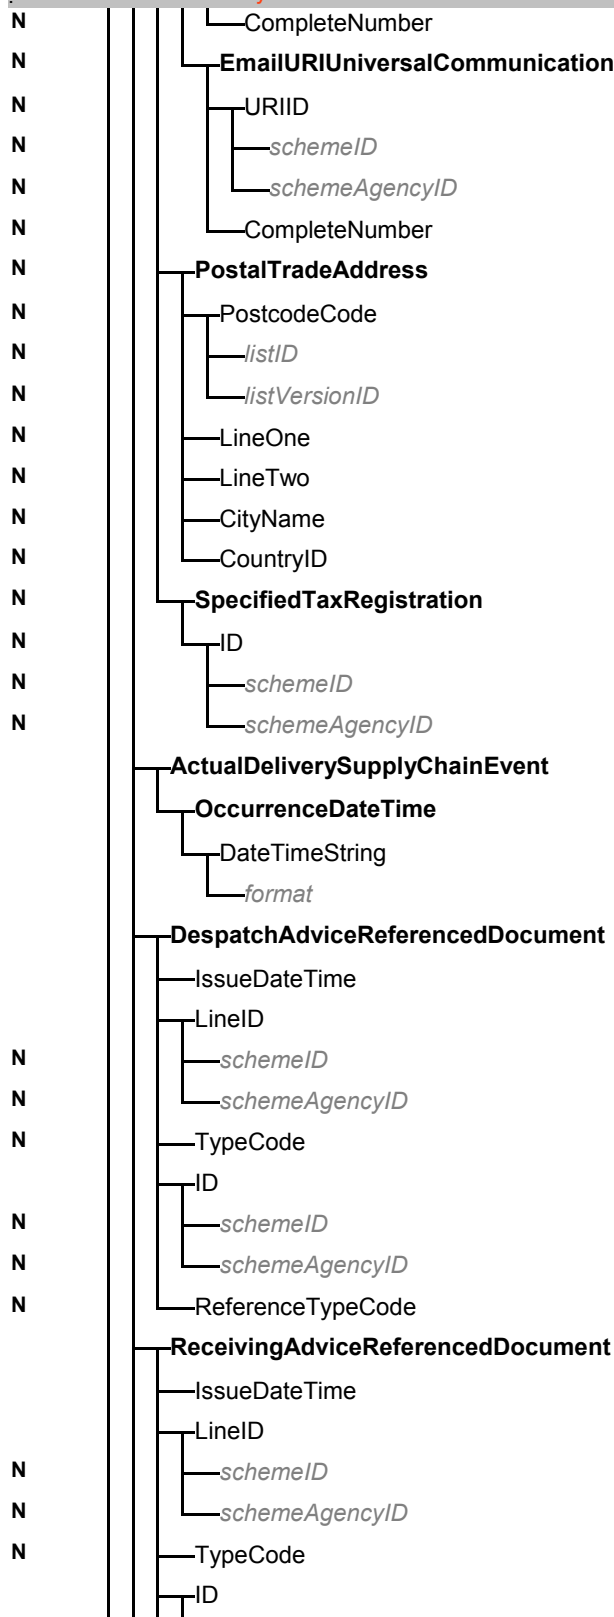 N CompleteNumber
N EmailURIUniversalCommunication
N URIID
N schemeID
N schemeAgencyID
N CompleteNumber
N PostalTradeAddress
N PostcodeCode
N listID
N listVersionID
N LineOne
N LineTwo
N CityName
N CountryID
N SpecifiedTaxRegistration
N ID
N schemeID
N schemeAgencyID
ActualDeliverySupplyChainEvent
OccurrenceDateTime
DateTimeString
format
DespatchAdviceReferencedDocument
IssueDateTime
LineID
N schemeID
N schemeAgencyID
N TypeCode
ID
N schemeID
N schemeAgencyID
N ReferenceTypeCode
ReceivingAdviceReferencedDocument
IssueDateTime
LineID
N schemeID
N schemeAgencyID
N TypeCode
ID